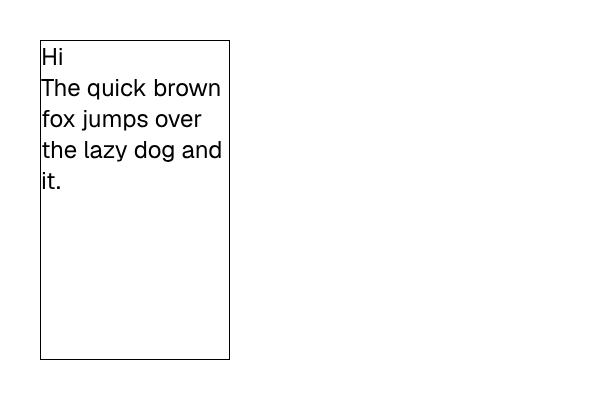 Hi
The quick brown
fox jumps over
the lazy dog and
it.